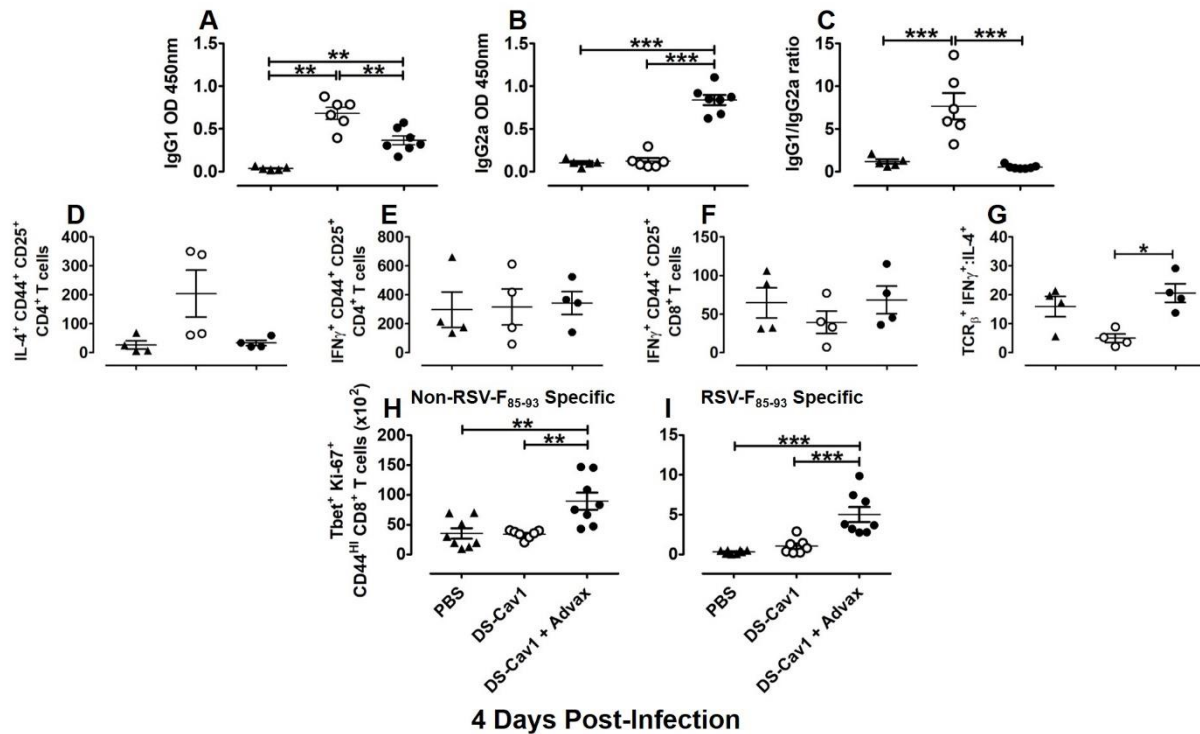 A
IgG1 OD 450nm
1.5
1.0
0.5
0.0
**
** **
B
IgG2a OD 450nm
1.5
1.0
0.5
0.0
***
***
C
IgG1/IgG2a ratio
15
10
5
0
*** ***
D
IL-4⁺ CD44⁺ CD25⁺
CD4⁺ T cells
400
300
200
100
0
E
IFNγ⁺ CD44⁺ CD25⁺
CD4⁺ T cells
800
600
400
200
0
F
IFNγ⁺ CD44⁺ CD25⁺
CD8⁺ T cells
150
100
50
0
G
TCRᵦ⁺ IFNγ⁺:IL-4⁺
40
30
20
10
0
*
H
Non-RSV-F₈₅₋₉₃ Specific
Tbet⁺ Ki-67⁺
CD44ᴴᴵ CD8⁺ T cells (x10²)
200
150
100
50
0
**
**
PBS
DS-Cav1
DS-Cav1 + Advax
I
RSV-F₈₅₋₉₃ Specific
15
10
5
0
***
***
PBS
DS-Cav1
DS-Cav1 + Advax
4 Days Post-Infection